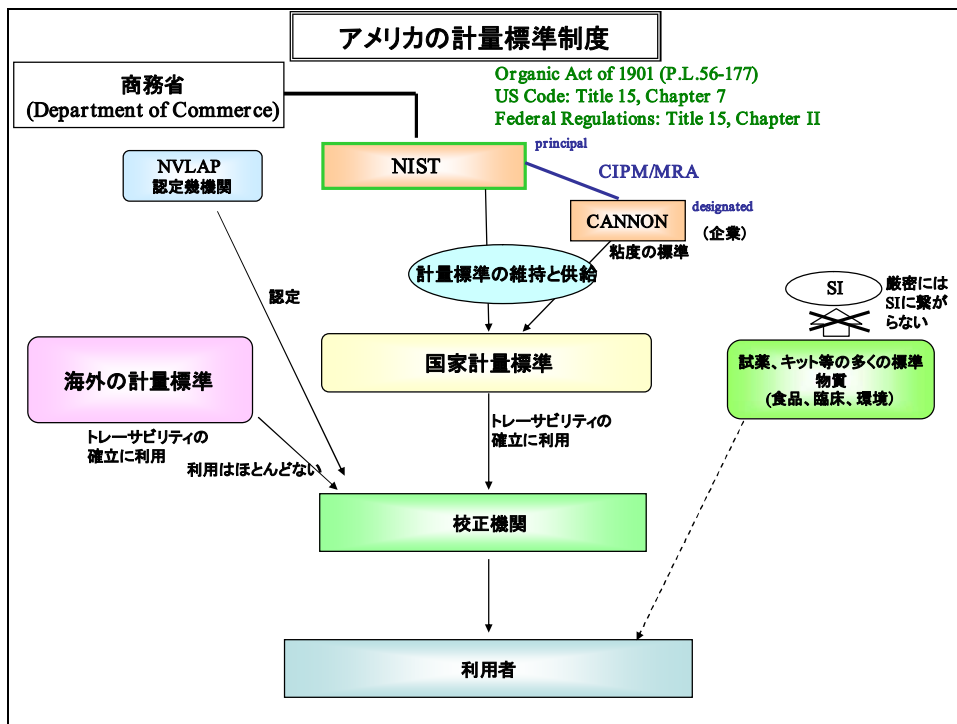 アメリカの計量標準制度
商務省
(Department of Commerce)
Organic Act of 1901 (P.L.56-177)
US Code: Title 15, Chapter 7
Federal Regulations: Title 15, Chapter II
NVLAP
認定幾機関
NIST
principal
CIPM/MRA
CANNON
designated
(企業)
粘度の標準
計量標準の維持と供給
認定
SI
厳密には
SIに繋が
らない
海外の計量標準
国家計量標準
試薬、キット等の多くの標準
物質
(食品、臨床、環境)
トレーサビリティの
確立に利用
利用はほとんどない
トレーサビリティの
確立に利用
校正機関
利用者